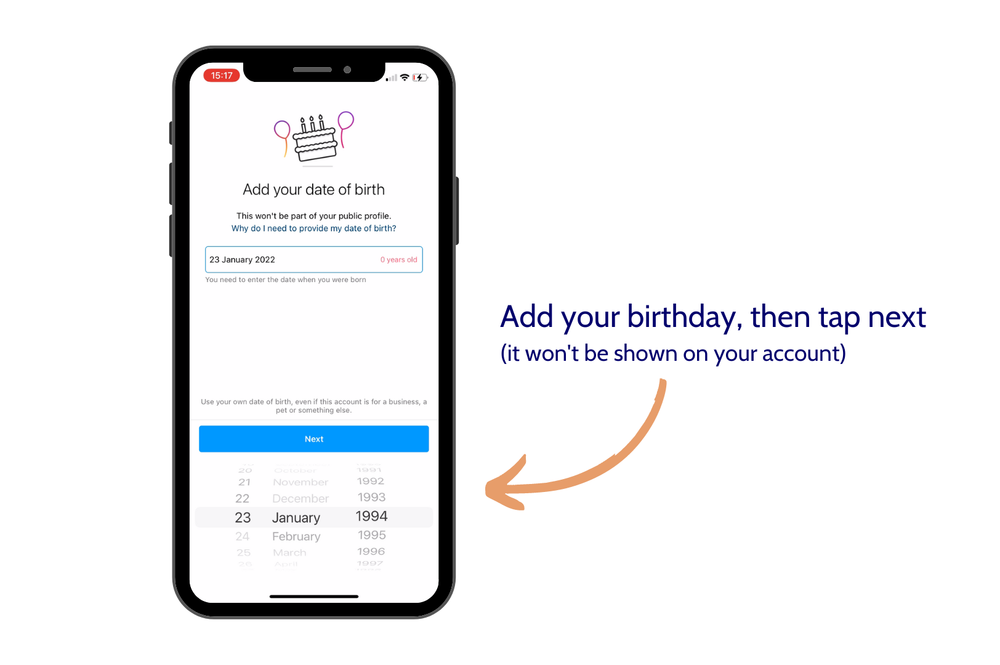 15:17
Add your date of birth
This won't be part of your public profile.
Why do I need to provide my date of birth?
23 January 2022 0 years old
You need to enter the date when you were born
Add your birthday, then tap next
(it won't be shown on your account)
Use your own date of birth, even if this account is for a business, a
pet or something else.
Next
20 October 1991
21 November 1992
22 December 1993
23 January 1994
24 February 1995
25 March 1996
26 April 1997